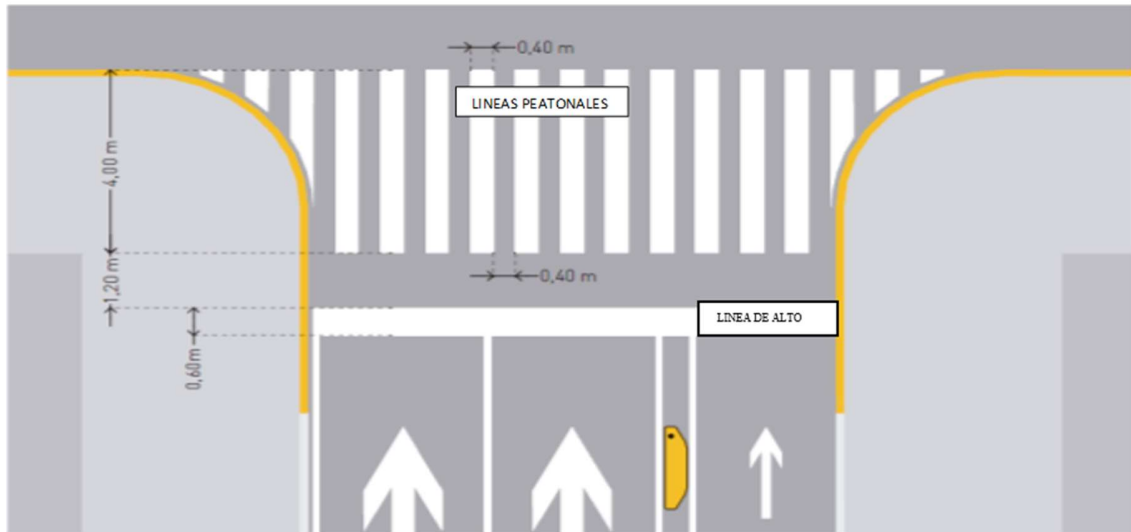 0,40 m
LINEAS PEATONALES
4,00 m
1,20 m
0,40 m
LINEA DE ALTO
0,60m